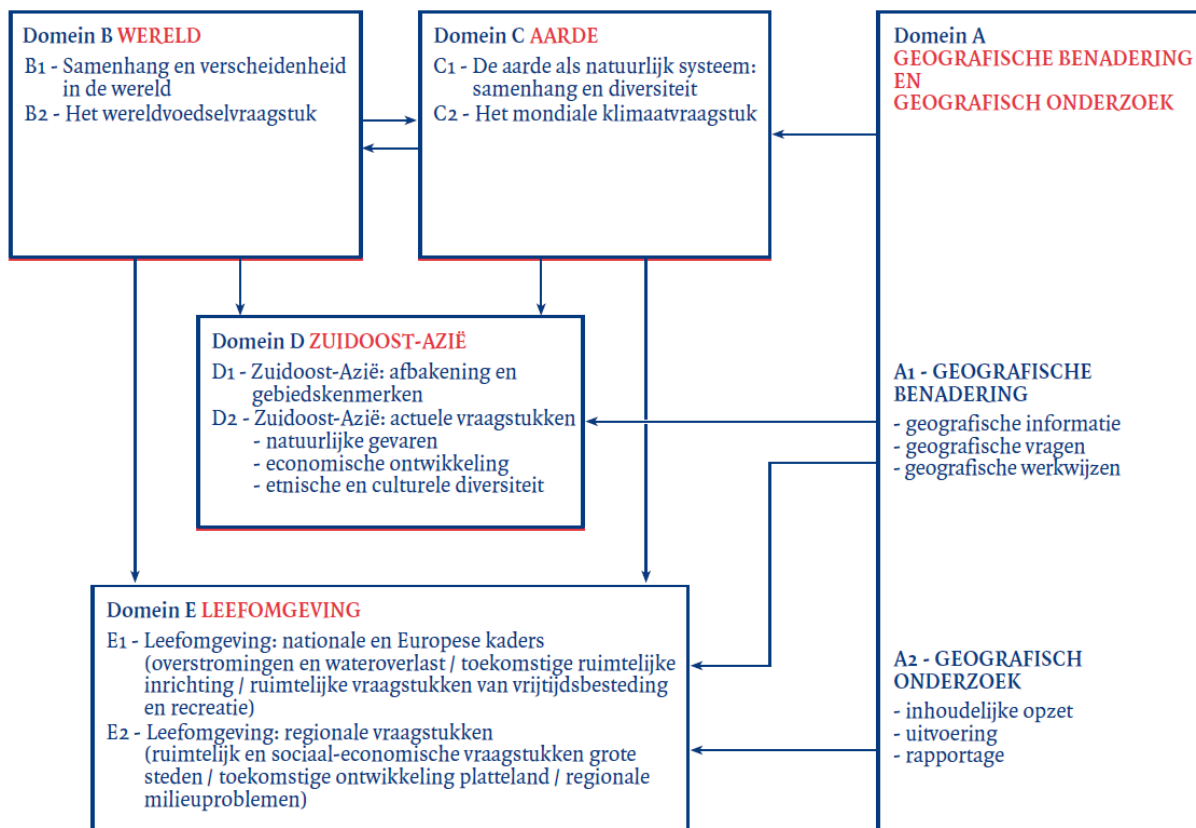 Domein B WERELD
B1 - Samenhang en verscheidenheid
in de wereld
B2 - Het wereldvoedselvraagstuk
Domein C AARDE
C1 - De aarde als natuurlijk systeem:
samenhang en diversiteit
C2 - Het mondiale klimaatvraagstuk
Domein A
GEOGRAFISCHE BENADERING
EN
GEOGRAFISCH ONDERZOEK
Domein D ZUIDOOST-AZIË
D1 - Zuidoost-Azië: afbakening en
gebiedskenmerken
D2 - Zuidoost-Azië: actuele vraagstukken
- natuurlijke gevaren
- economische ontwikkeling
- etnische en culturele diversiteit
A1 - GEOGRAFISCHE
BENADERING
- geografische informatie
- geografische vragen
- geografische werkwijzen
Domein E LEEFOMGEVING
E1 - Leefomgeving: nationale en Europese kaders
(overstromingen en wateroverlast / toekomstige ruimtelijke
inrichting / ruimtelijke vraagstukken van vrijtijdsbesteding
en recreatie)
E2 - Leefomgeving: regionale vraagstukken
(ruimtelijk en sociaal-economische vraagstukken grote
steden / toekomstige ontwikkeling platteland / regionale
milieuproblemen)
A2 - GEOGRAFISCH
ONDERZOEK
- inhoudelijke opzet
- uitvoering
- rapportage